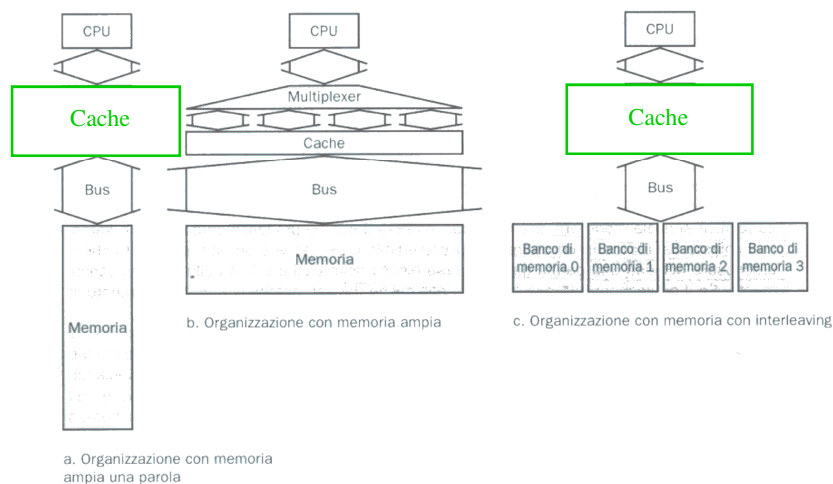 CPU
Cache
Bus
Memoria
a. Organizzazione con memoria
ampia una parola
CPU
Multiplexer
Cache
Bus
Memoria
b. Organizzazione con memoria ampia
CPU
Cache
Bus
Banco di
memoria 0
Banco di
memoria 1
Banco di
memoria 2
Banco di
memoria 3
c. Organizzazione con memoria con interleaving